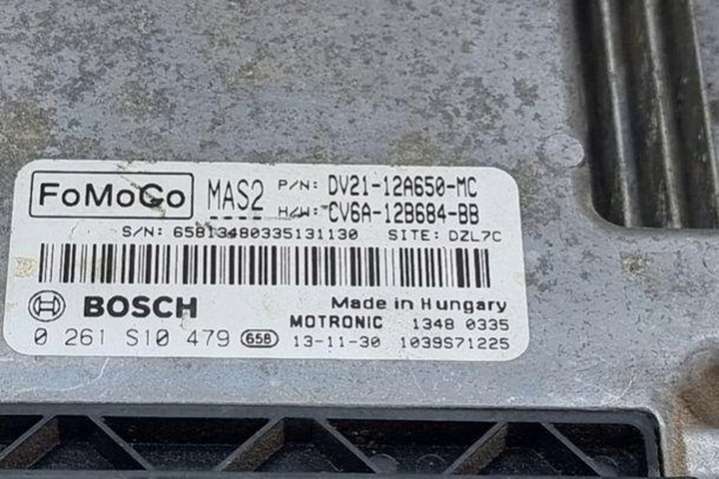 FoMoCo MAS2 P/N: DV21-12A650-MC
H/W: CV6A-12B684-BB
S/N: 65813480335131130 SITE: DZL7C
BOSCH Made in Hungary
MOTRONIC 1348 0335
0 261 S10 479 658 13-11-30 1039S71225